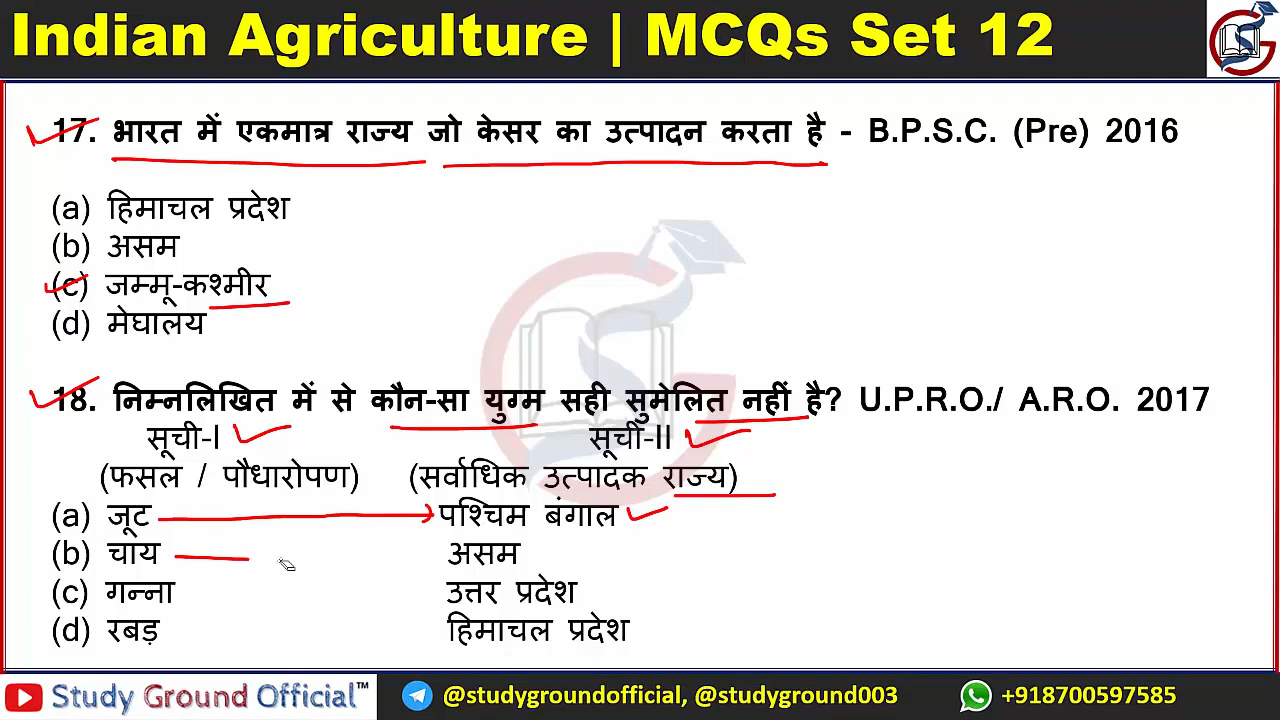 Indian Agriculture | MCQs Set 12
17. भारत में एकमात्र राज्य जो केसर का उत्पादन करता है - B.P.S.C. (Pre) 2016
(a) हिमाचल प्रदेश
(b) असम
(c) जम्मू-कश्मीर
(d) मेघालय
18. निम्नलिखित में से कौन-सा युग्म सही सुमेलित नहीं है? U.P.R.O./ A.R.O. 2017
सूची-I सूची-II
(फसल / पौधारोपण) (सर्वाधिक उत्पादक राज्य)
(a) जूट पश्चिम बंगाल
(b) चाय असम
(c) गन्ना उत्तर प्रदेश
(d) रबड़ हिमाचल प्रदेश
Study Ground Official™ @studygroundofficial, @studyground003 +918700597585